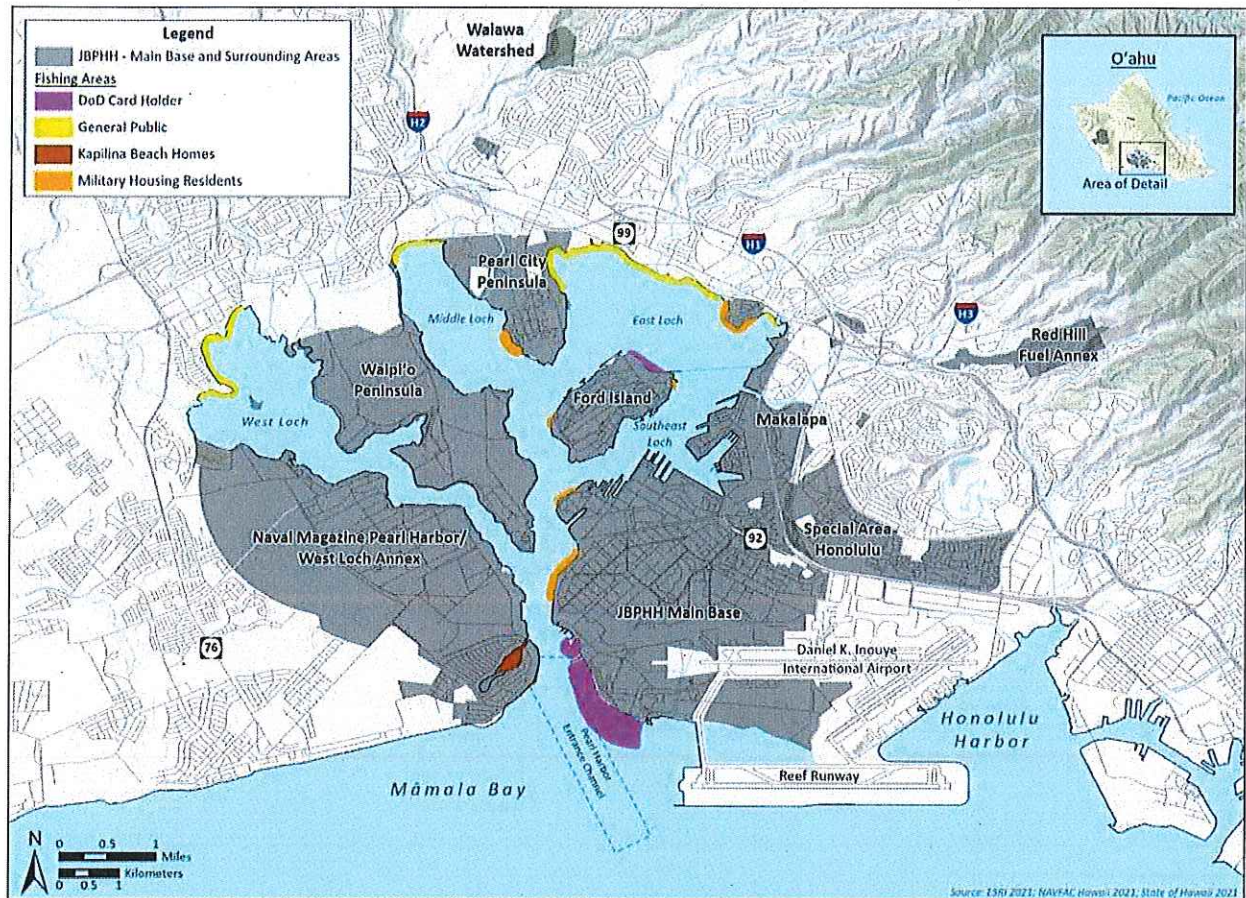 Legend
JBPHH - Main Base and Surrounding Areas
Fishing Areas
DoD Card Holder
General Public
Kapilina Beach Homes
Military Housing Residents
Waiawa
Watershed
O'ahu
Pacific Ocean
Area of Detail
H2
99
H1
H3
Pearl City
Peninsula
Middle Loch
East Loch
Red Hill
Fuel Annex
Waipi'o
Peninsula
Ford Island
Makalapa
West Loch
Southeast
Loch
Special Area
Honolulu
92
Naval Magazine Pearl Harbor/
West Loch Annex
JBPHH Main Base
76
Daniel K. Inouye
International Airport
Honolulu
Harbor
Pearl Harbor
Entrance Channel
Reef Runway
Māmala Bay
N
0 0.5 1
Miles
Kilometers
0 0.5 1
Source: ESRI 2021; NAVFAC Hawaii 2021; State of Hawaii 2021